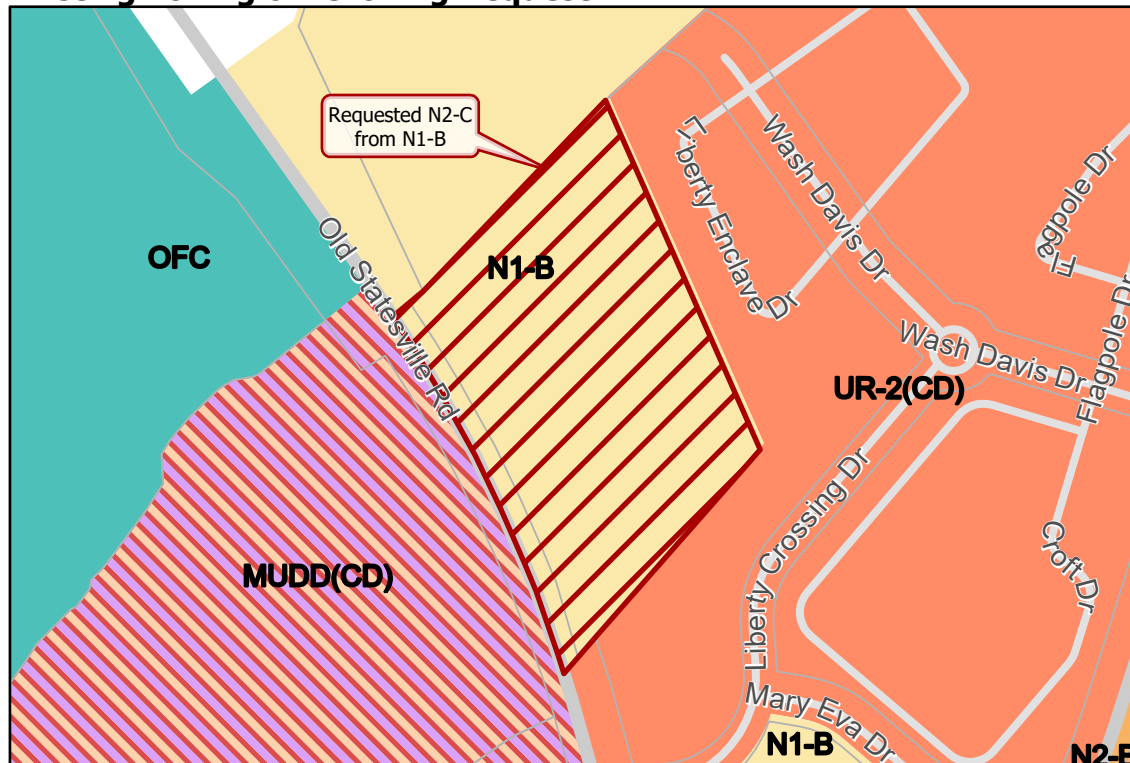 Requested N2-C
from N1-B
OFC
Old Statesville Rd
N1-B
Liberty Enclave Dr
Wash Davis Dr
Flagpole Dr
Wash Davis Dr
Flagpole Dr
UR-2(CD)
MUDD(CD)
Liberty Crossing Dr
Croft Dr
Mary Eva Dr
N1-B